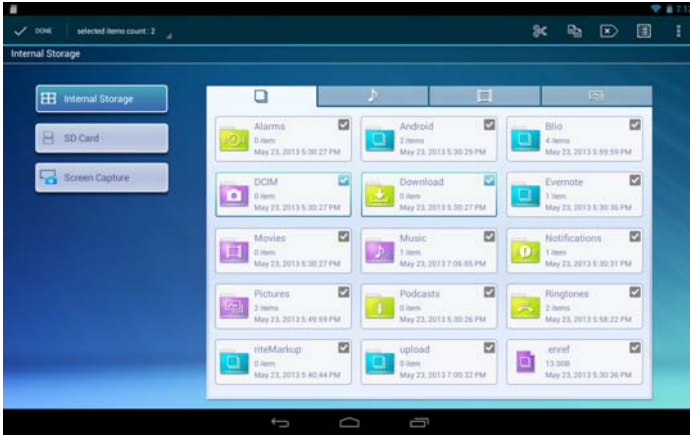 7:12
DONE selected items count : 2
Internal Storage
Internal Storage
SD Card
Screen Capture
Alarms
0 item
May 23, 2013 5:30:27 PM
Android
2 items
May 23, 2013 5:30:29 PM
Blio
4 items
May 23, 2013 5:59:59 PM
DCIM
0 item
May 23, 2013 5:30:27 PM
Download
0 item
May 23, 2013 5:30:27 PM
Evernote
1 item
May 23, 2013 5:30:36 PM
Movies
0 item
May 23, 2013 5:30:27 PM
Music
1 item
May 23, 2013 7:06:05 PM
Notifications
1 item
May 23, 2013 5:30:31 PM
Pictures
2 items
May 23, 2013 5:49:59 PM
Podcasts
0 item
May 23, 2013 5:30:26 PM
Ringtones
2 items
May 23, 2013 5:58:22 PM
riteMarkup
0 item
May 23, 2013 5:40:44 PM
upload
0 item
May 23, 2013 7:00:32 PM
.enref
13.00B
May 23, 2013 5:30:36 PM